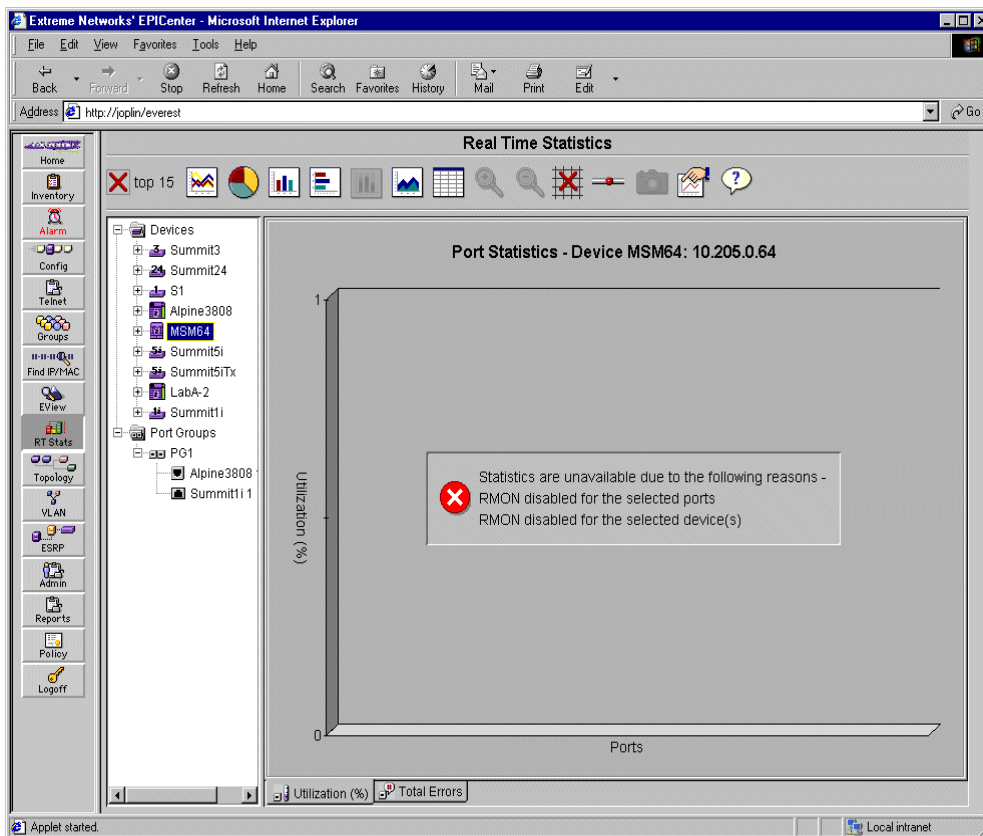 Extreme Networks' EPICenter - Microsoft Internet Explorer
File Edit View Favorites Tools Help
Back Forward Stop Refresh Home Search Favorites History Mail Print Edit
Address http://joplin/everest Go
Home
Inventory
Alarm
Config
Telnet
Groups
Find IP/MAC
EView
RT Stats
Topology
VLAN
ESRP
Admin
Reports
Policy
Logoff
Real Time Statistics
top 15
Devices
Summit3
Summit24
S1
Alpine3808
MSM64
Summit5i
Summit5iTx
LabA-2
Summit1i
Port Groups
PG1
Alpine3808
Summit1i 1
Port Statistics - Device MSM64: 10.205.0.64
1
Utilization (%)
Statistics are unavailable due to the following reasons -
RMON disabled for the selected ports
RMON disabled for the selected device(s)
0
Ports
Utilization (%) Total Errors
Applet started. Local intranet